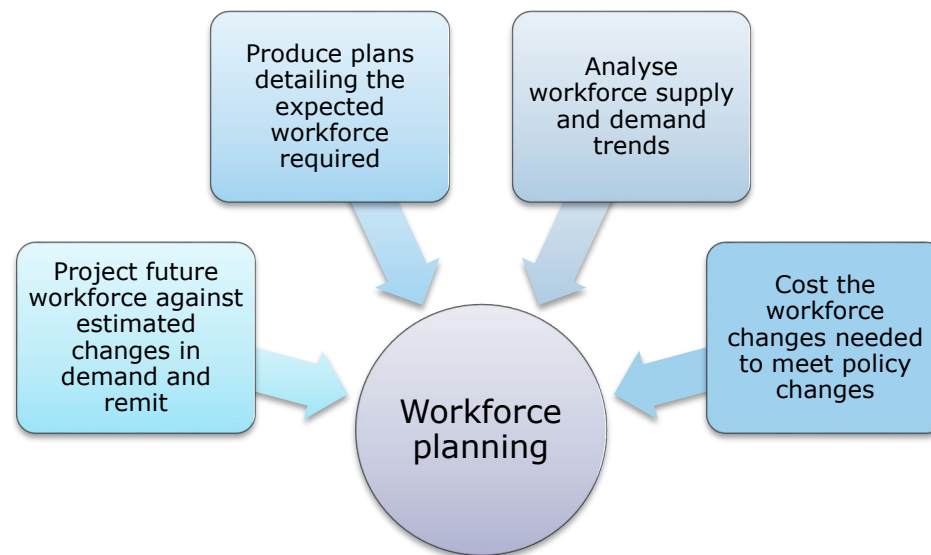 Produce plans
detailing the
expected
workforce
required
Analyse
workforce supply
and demand
trends
Project future
workforce against
estimated
changes in
demand and
remit
Cost the
workforce
changes needed
to meet policy
changes
Workforce
planning